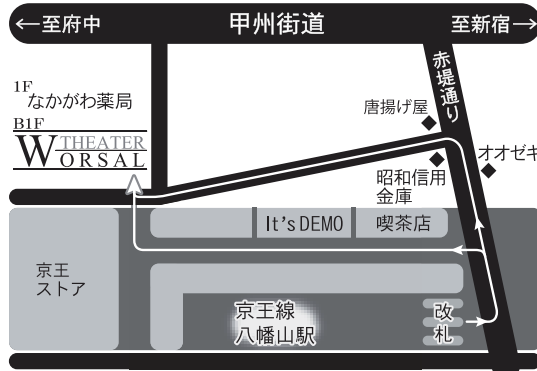 ←至府中
甲州街道
至新宿→
赤堤通り
1F
なかがわ薬局
B1F
THEATER
WORSAL
唐揚げ屋
オオゼキ
昭和信用
金庫
It's DEMO
喫茶店
京王
ストア
京王線
八幡山駅
改
札